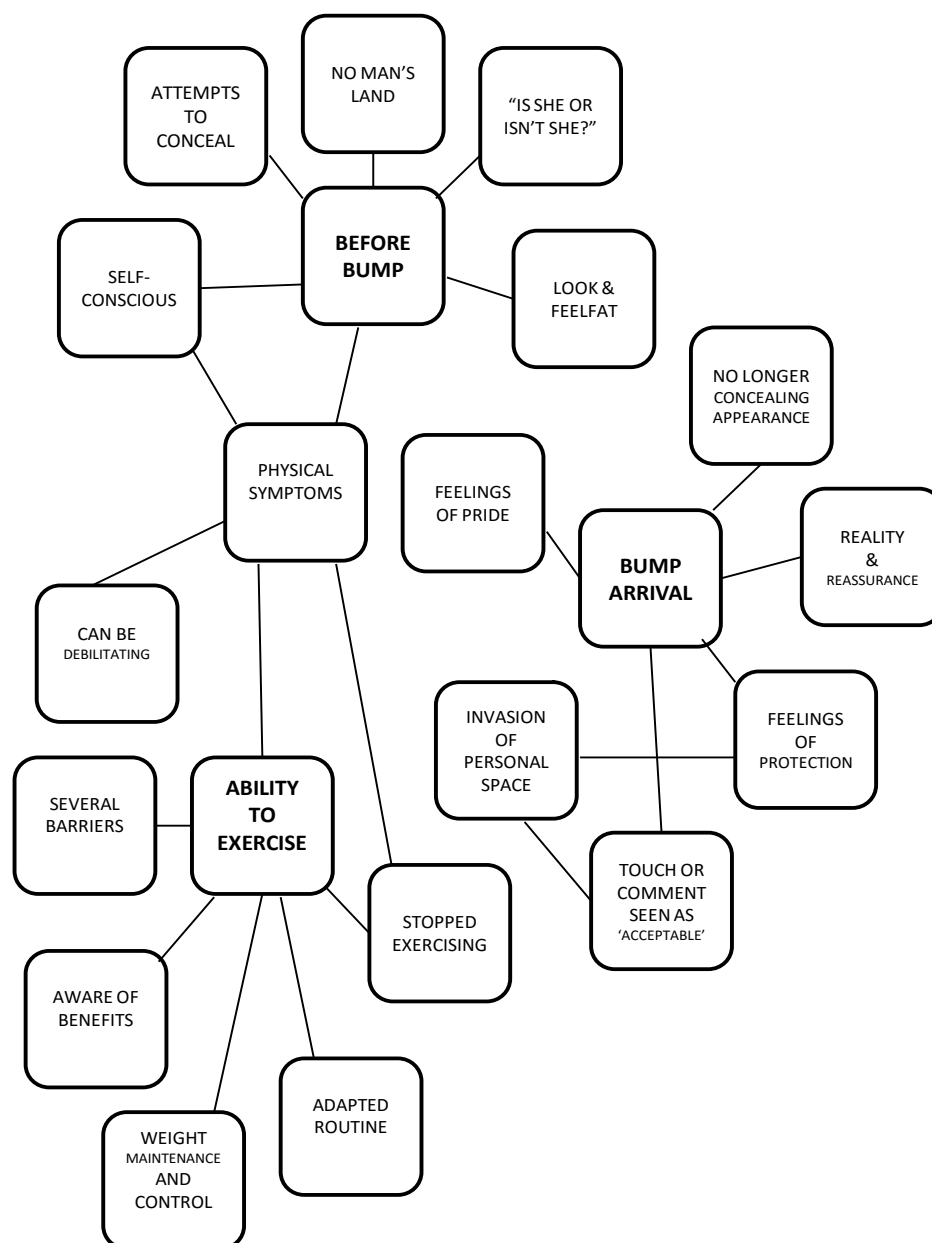 NO MAN’S
LAND
ATTEMPTS
TO
CONCEAL
“IS SHE OR
ISN’T SHE?”
BEFORE
BUMP
SELF-
CONSCIOUS
LOOK &
FEELFAT
NO LONGER
CONCEALING
APPEARANCE
PHYSICAL
SYMPTOMS
FEELINGS
OF PRIDE
BUMP
ARRIVAL
REALITY
&
REASSURANCE
CAN BE
DEBILITATING
INVASION
OF
PERSONAL
SPACE
FEELINGS
OF
PROTECTION
ABILITY
TO
EXERCISE
SEVERAL
BARRIERS
TOUCH OR
COMMENT
SEEN AS
‘ACCEPTABLE’
STOPPED
EXERCISING
AWARE OF
BENEFITS
ADAPTED
ROUTINE
WEIGHT
MAINTENANCE
AND
CONTROL